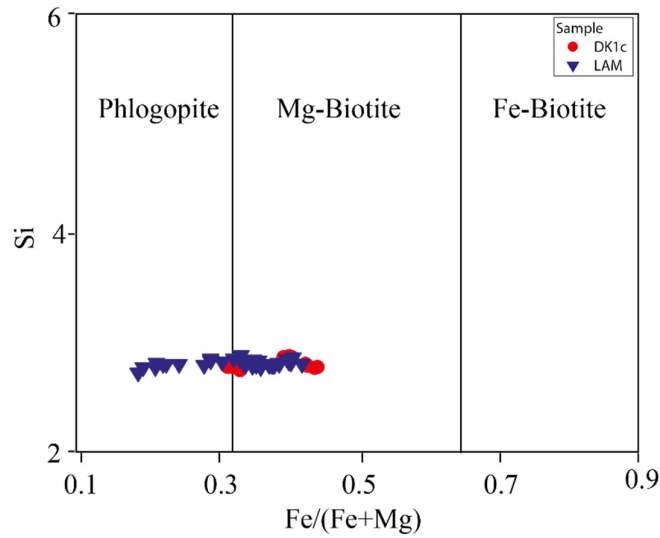 6
Sample
DK1c
LAM
Phlogopite
Mg-Biotite
Fe-Biotite
Si
4
2
0.1
0.3
0.5
0.7
0.9
Fe/(Fe+Mg)